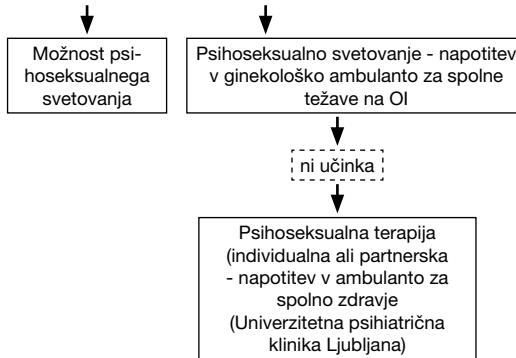 Možnost psi-
hoseksualnega
svetovanja
Psihoseksualno svetovanje - napotitev
v ginekološko ambulanto za spolne
težave na OI
ni učinka
Psihoseksualna terapija
(individualna ali partnerska
- napotitev v ambulanto za
spolno zdravje
(Univerzitetna psihiatrična
klinika Ljubljana)